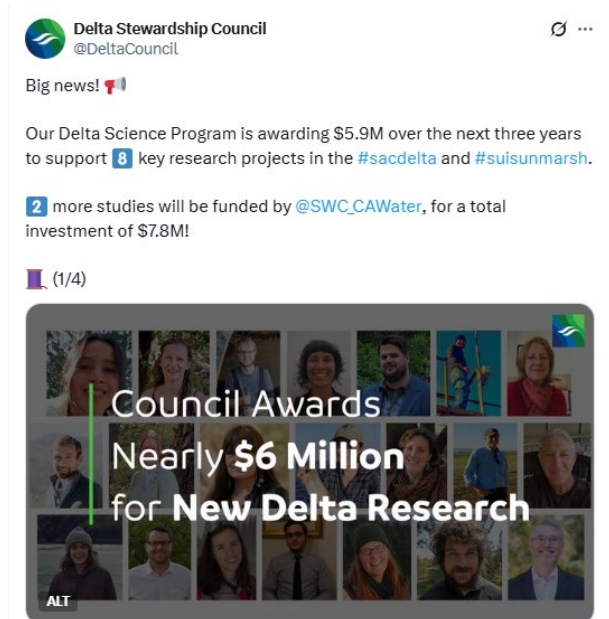 Delta Stewardship Council
@DeltaCouncil
Big news! 📢
Our Delta Science Program is awarding $5.9M over the next three years
to support 8️⃣ key research projects in the #sacdelta and #suisunmarsh.
2️⃣ more studies will be funded by @SWC_CAWater, for a total
investment of $7.8M!
🧵 (1/4)
Council Awards
Nearly $6 Million
for New Delta Research
ALT